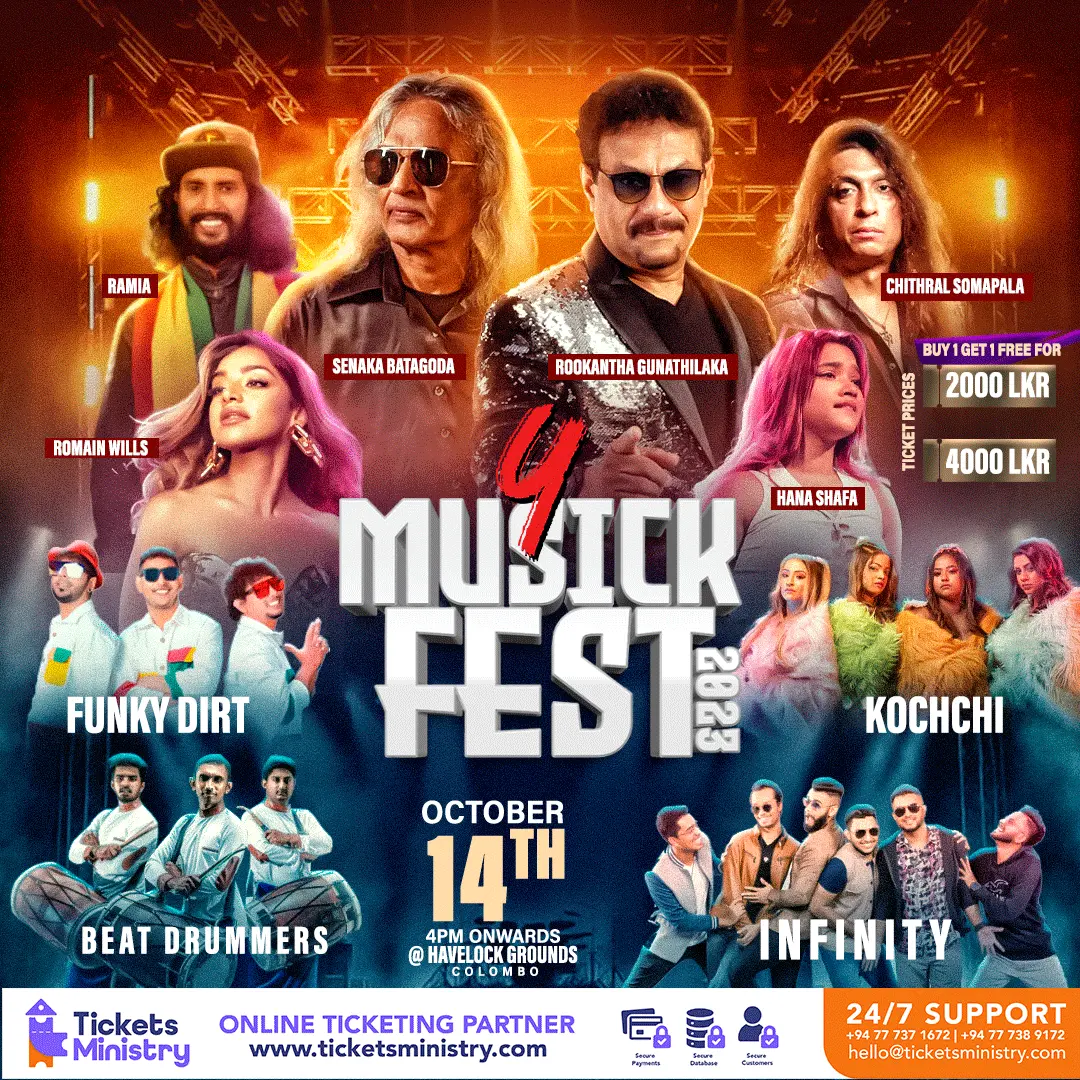 RAMIA
SENAKA BATAGODA
ROOKANTHA GUNATHILAKA
CHITHRAL SOMAPALA
ROMAIN WILLS
HANA SHAFA
BUY 1 GET 1 FREE FOR
TICKET PRICES
2000 LKR
4000 LKR
Y
MUSICK
FEST
2023
FUNKY DIRT
KOCHCHI
BEAT DRUMMERS
INFINITY
OCTOBER
14TH
4PM ONWARDS
@ HAVELOCK GROUNDS
COLOMBO
Tickets
Ministry
ONLINE TICKETING PARTNER
www.ticketsministry.com
Secure
Payments
Secure
Database
Secure
Customers
24/7 SUPPORT
+94 77 737 1672 | +94 77 738 9172
hello@ticketsministry.com